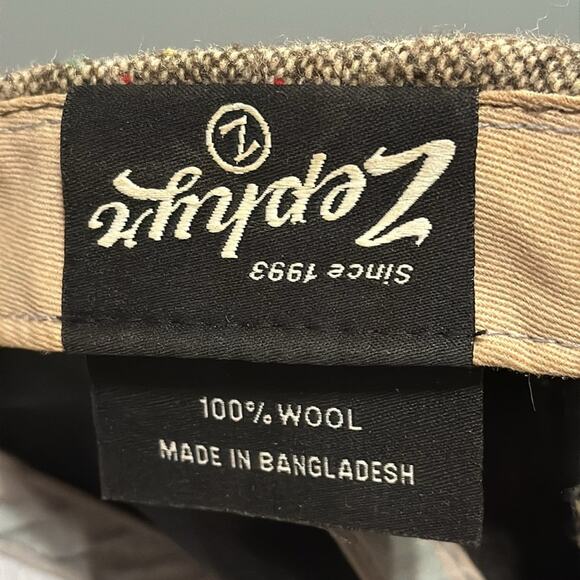 Since 1993
Zephyr
Z
100% WOOL
MADE IN BANGLADESH